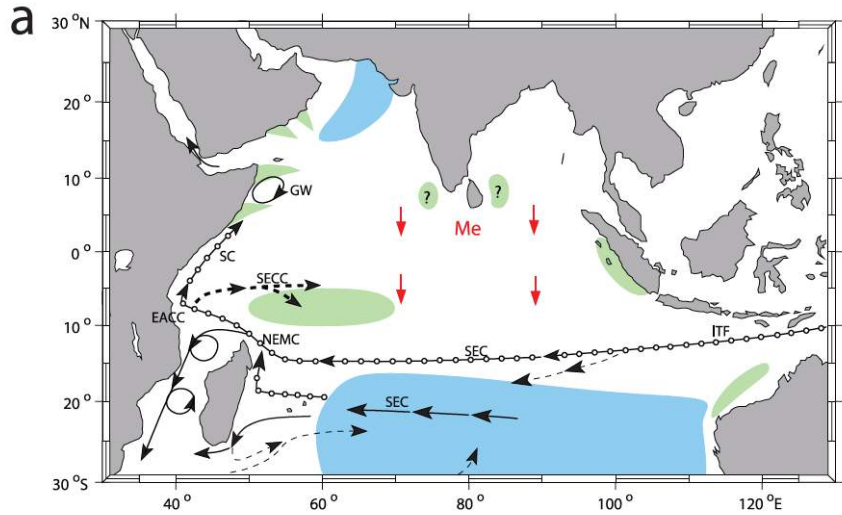 a
30 °N
20 °
10 °
0 °
10 °
20 °
30 °S
40 °
60 °
80 °
100 °
120 °E
GW
?
?
Me
SC
SECC
EACC
NEMC
SEC
ITF
SEC